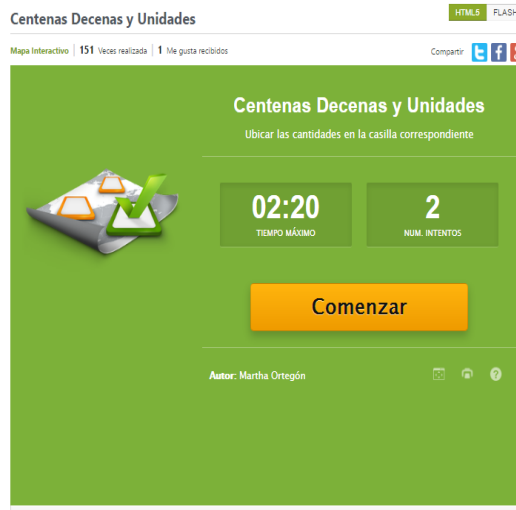 Centenas Decenas y Unidades
HTML5 FLASH
Mapa Interactivo 151 Veces realizada 1 Me gusta recibidos
Compartir
Centenas Decenas y Unidades
Ubicar las cantidades en la casilla correspondiente
02:20 2
TIEMPO MÁXIMO NUM. INTENTOS
Comenzar
Autor: Martha Ortegón